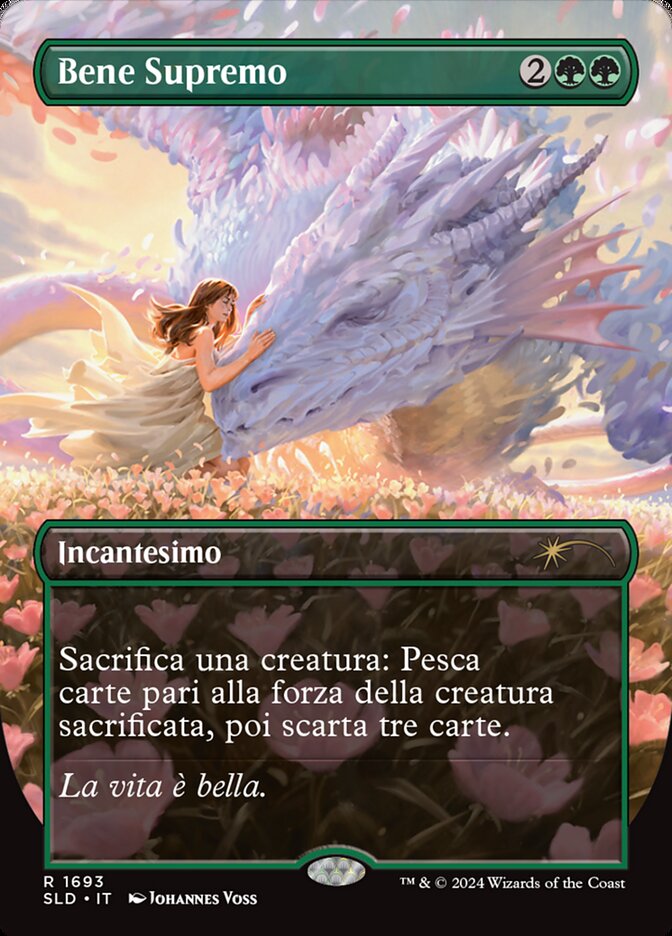 Bene Supremo 2
Incantesimo
Sacrifica una creatura: Pesca
carte pari alla forza della creatura
sacrificata, poi scarta tre carte.
La vita è bella.
R 1693
SLD • IT Johannes Voss
™ & © 2024 Wizards of the Coast